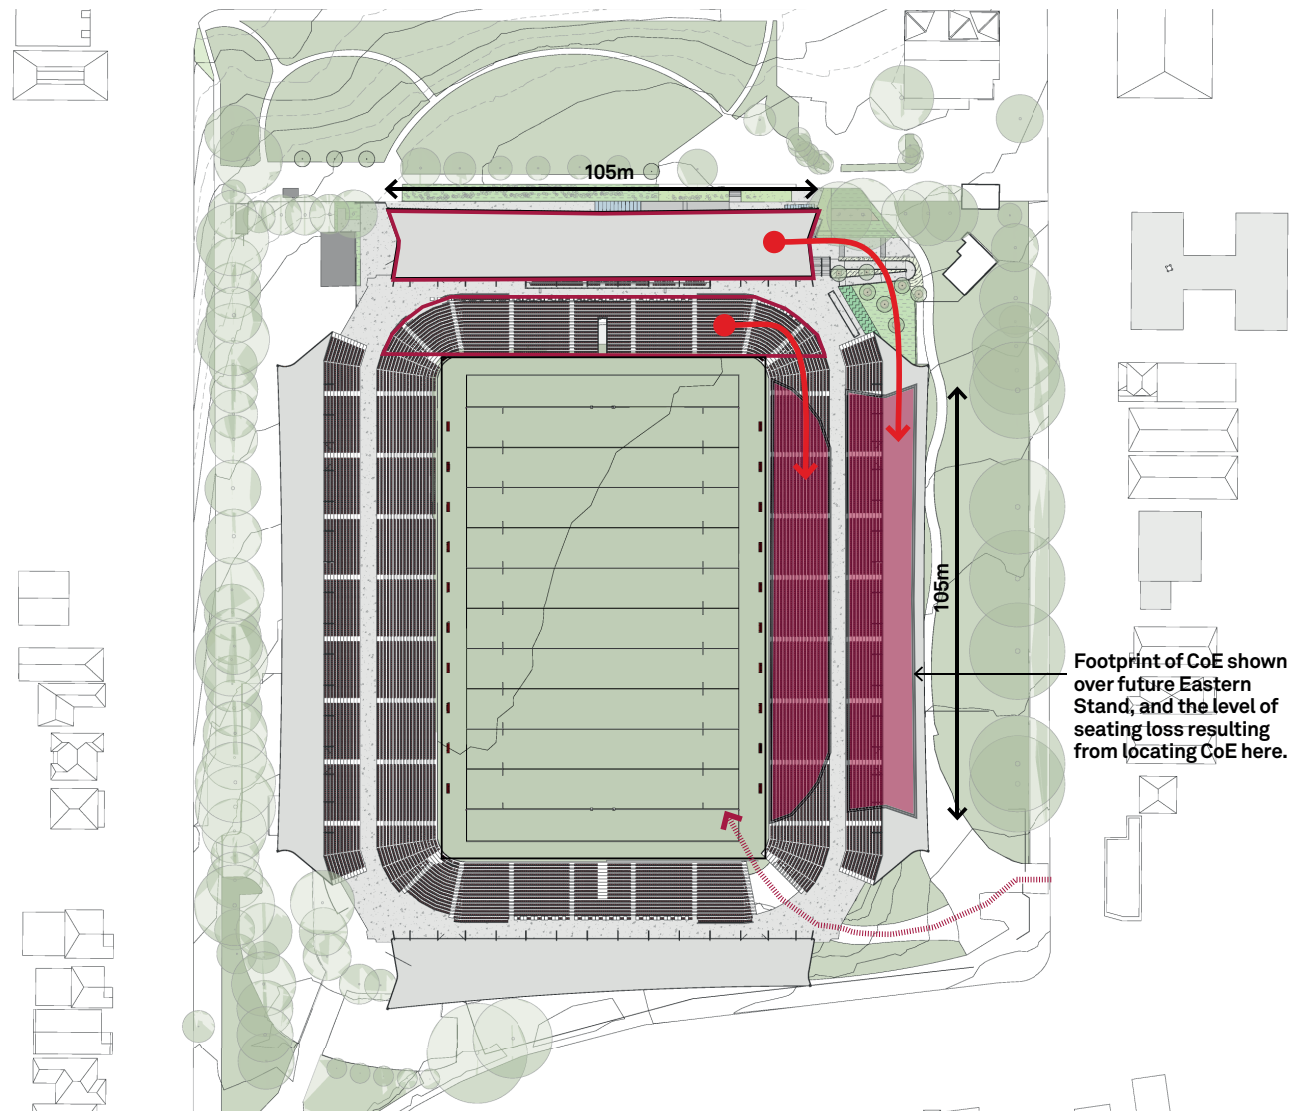 105m
105m
Footprint of CoE shown
over future Eastern
Stand, and the level of
seating loss resulting
from locating CoE here.